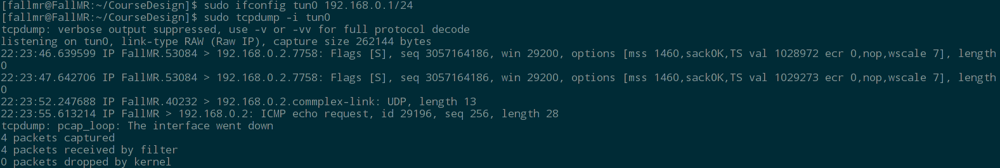 [fallmr@FallMR:~/CourseDesign]$ sudo ifconfig tun0 192.168.0.1/24
[fallmr@FallMR:~/CourseDesign]$ sudo tcpdump -i tun0
tcpdump: verbose output suppressed, use -v or -vv for full protocol decode
listening on tun0, link-type RAW (Raw IP), capture size 262144 bytes
22:23:46.639599 IP FallMR.53084 > 192.168.0.2.7758: Flags [S], seq 3057164186, win 29200, options [mss 1460,sackOK,TS val 1028972 ecr 0,nop,wscale 7], length
0
22:23:47.642706 IP FallMR.53084 > 192.168.0.2.7758: Flags [S], seq 3057164186, win 29200, options [mss 1460,sackOK,TS val 1029273 ecr 0,nop,wscale 7], length
0
22:23:52.247688 IP FallMR.40232 > 192.168.0.2.commplex-link: UDP, length 13
22:23:55.613214 IP FallMR > 192.168.0.2: ICMP echo request, id 29196, seq 256, length 28
tcpdump: pcap_loop: The interface went down
4 packets captured
4 packets received by filter
0 packets dropped by kernel